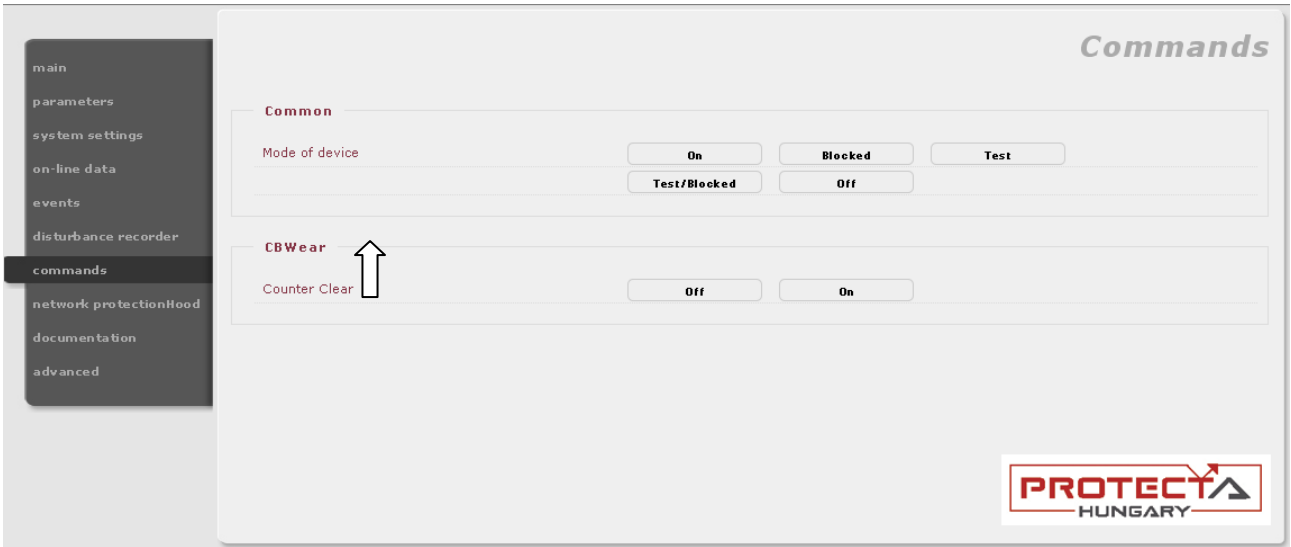 Commands
main
parameters
system settings
on-line data
events
disturbance recorder
commands
network protectionHood
documentation
advanced
Common
Mode of device On Blocked Test
Test/Blocked Off
CBWear
Counter Clear Off On
PROTECTA
HUNGARY